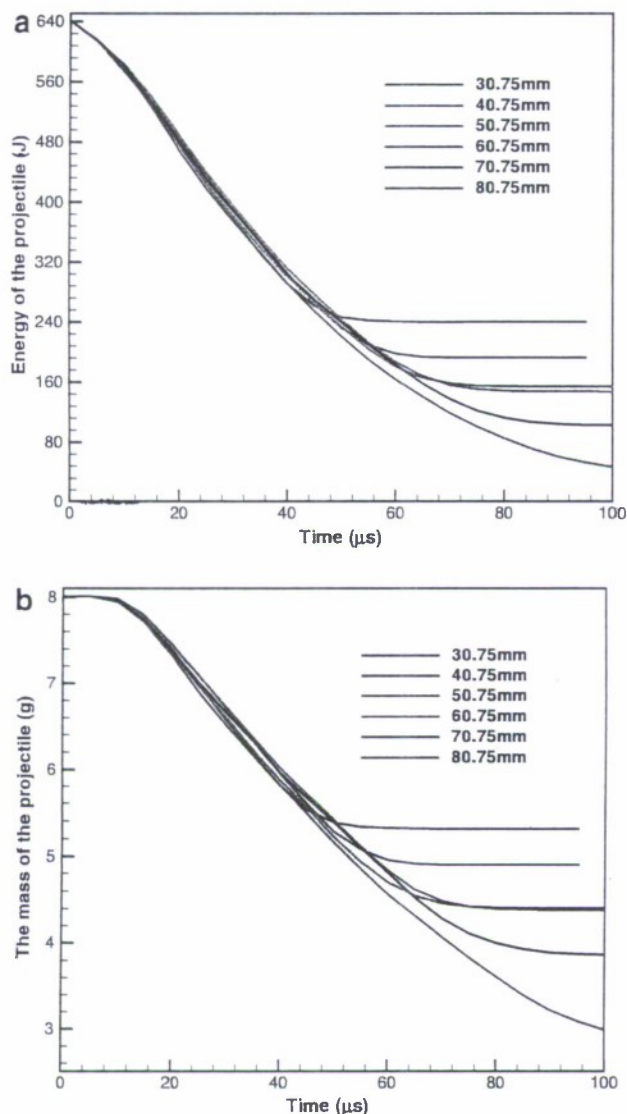 a
640
560
480
400
320
240
160
80
0
Energy of the projectile (J)
30.75mm
40.75mm
50.75mm
60.75mm
70.75mm
80.75mm
0 20 40 60 80 100
Time (µs)
b
8
7
6
5
4
3
The mass of the projectile (g)
30.75mm
40.75mm
50.75mm
60.75mm
70.75mm
80.75mm
0 20 40 60 80 100
Time (µs)